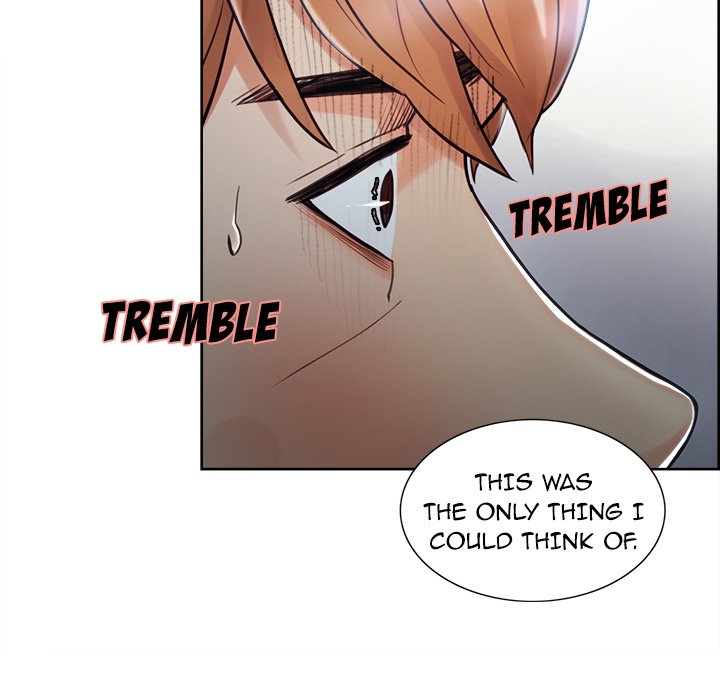 TREMBLE
TREMBLE
THIS WAS
THE ONLY THING I
COULD THINK OF.